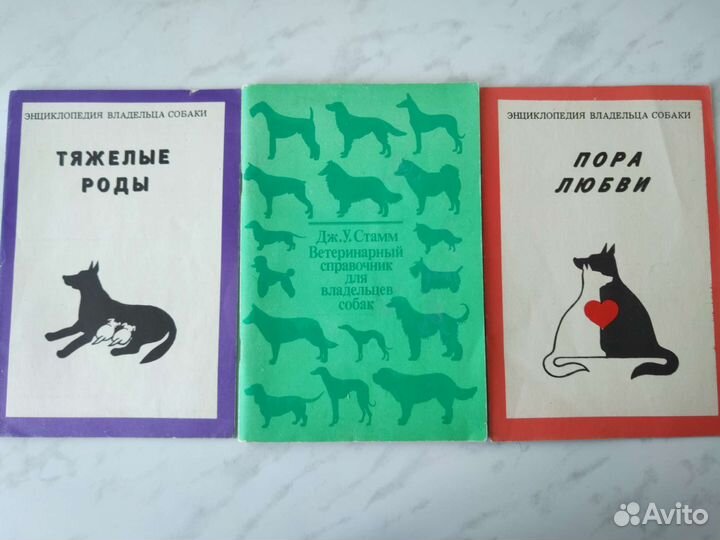 ЭНЦИКЛОПЕДИЯ ВЛАДЕЛЬЦА СОБАКИ
ТЯЖЕЛЫЕ
РОДЫ
Дж. У. Стамм
Ветеринарный
справочник
для
владельцев
собак
ЭНЦИКЛОПЕДИЯ ВЛАДЕЛЬЦА СОБАКИ
ПОРА
ЛЮБВИ
Avito